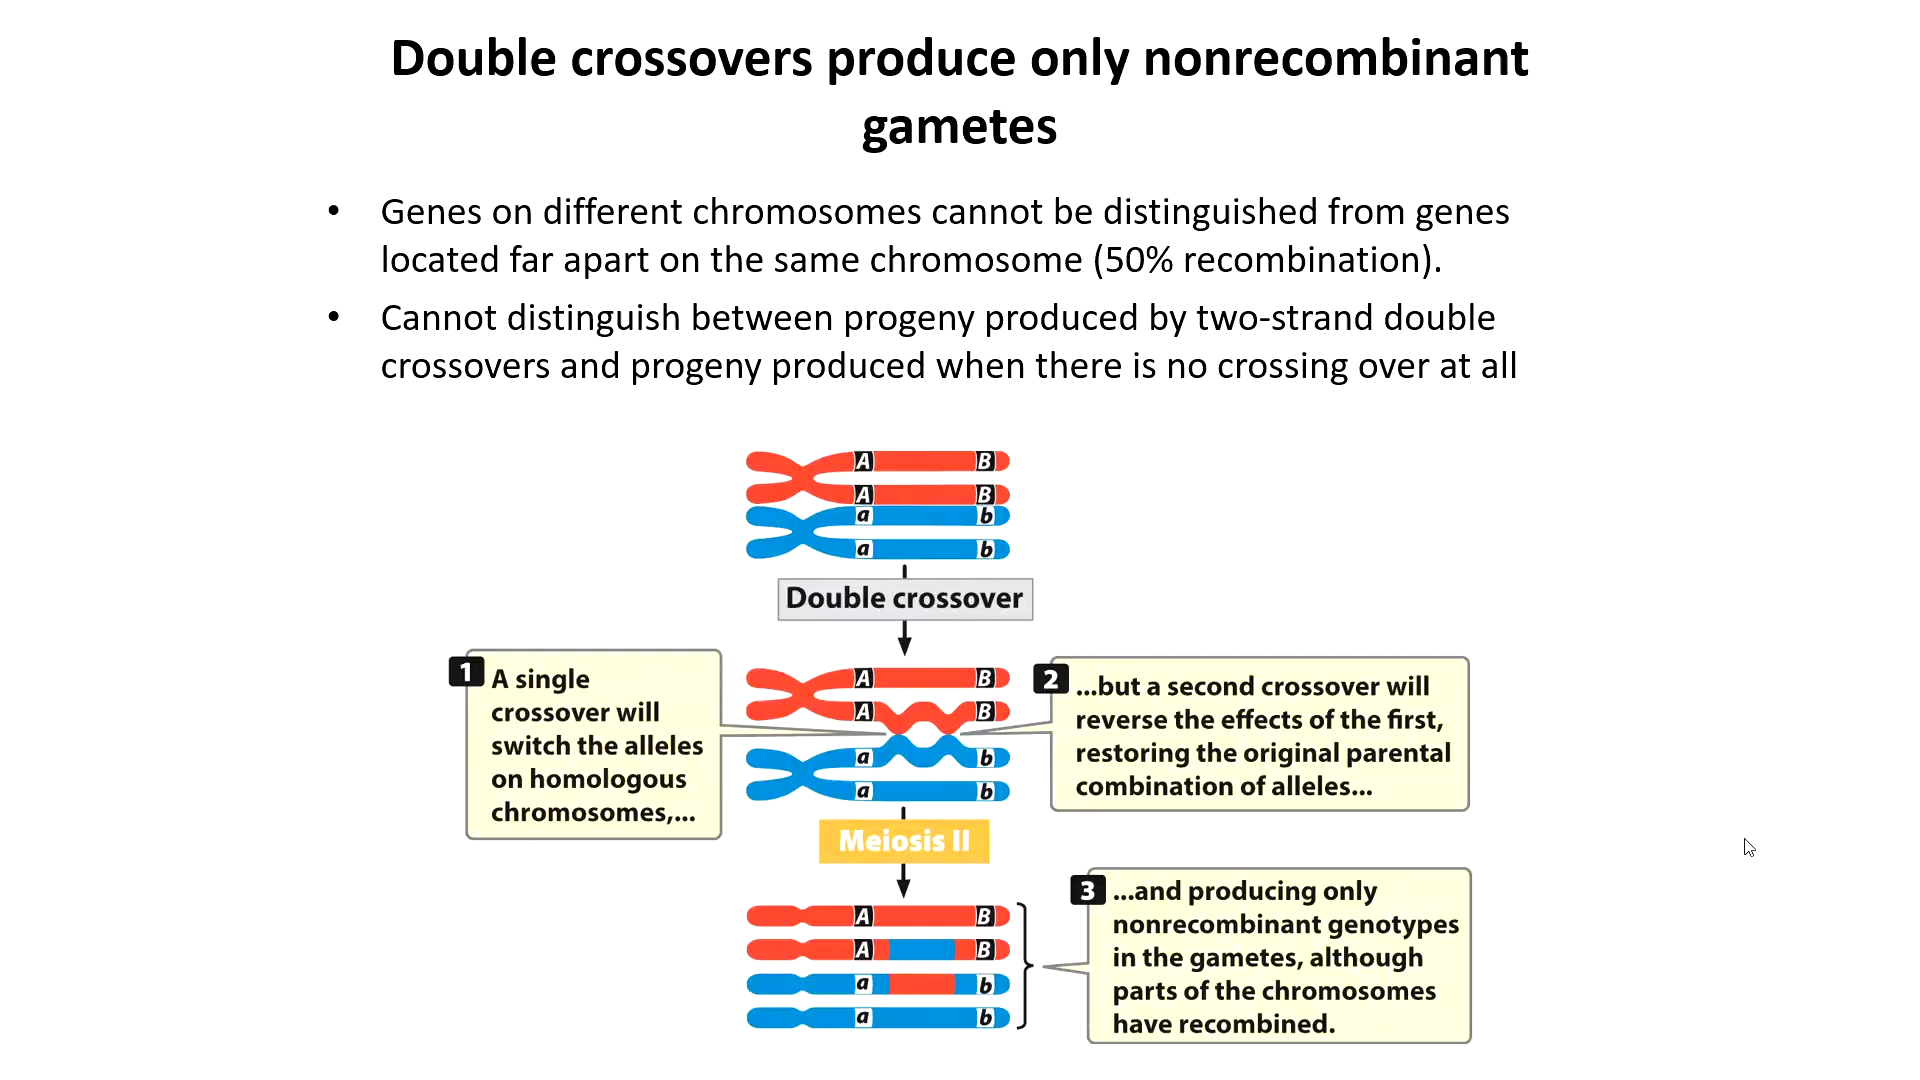 Double crossovers produce only nonrecombinant
gametes
• Genes on different chromosomes cannot be distinguished from genes
located far apart on the same chromosome (50% recombination).
• Cannot distinguish between progeny produced by two-strand double
crossovers and progeny produced when there is no crossing over at all
A B
A B
a b
a b
Double crossover
1 A single
crossover will
switch the alleles
on homologous
chromosomes,...
A B
A B
a b
a b
2 ...but a second crossover will
reverse the effects of the first,
restoring the original parental
combination of alleles...
Meiosis II
A B
A B
a b
a b
3 ...and producing only
nonrecombinant genotypes
in the gametes, although
parts of the chromosomes
have recombined.